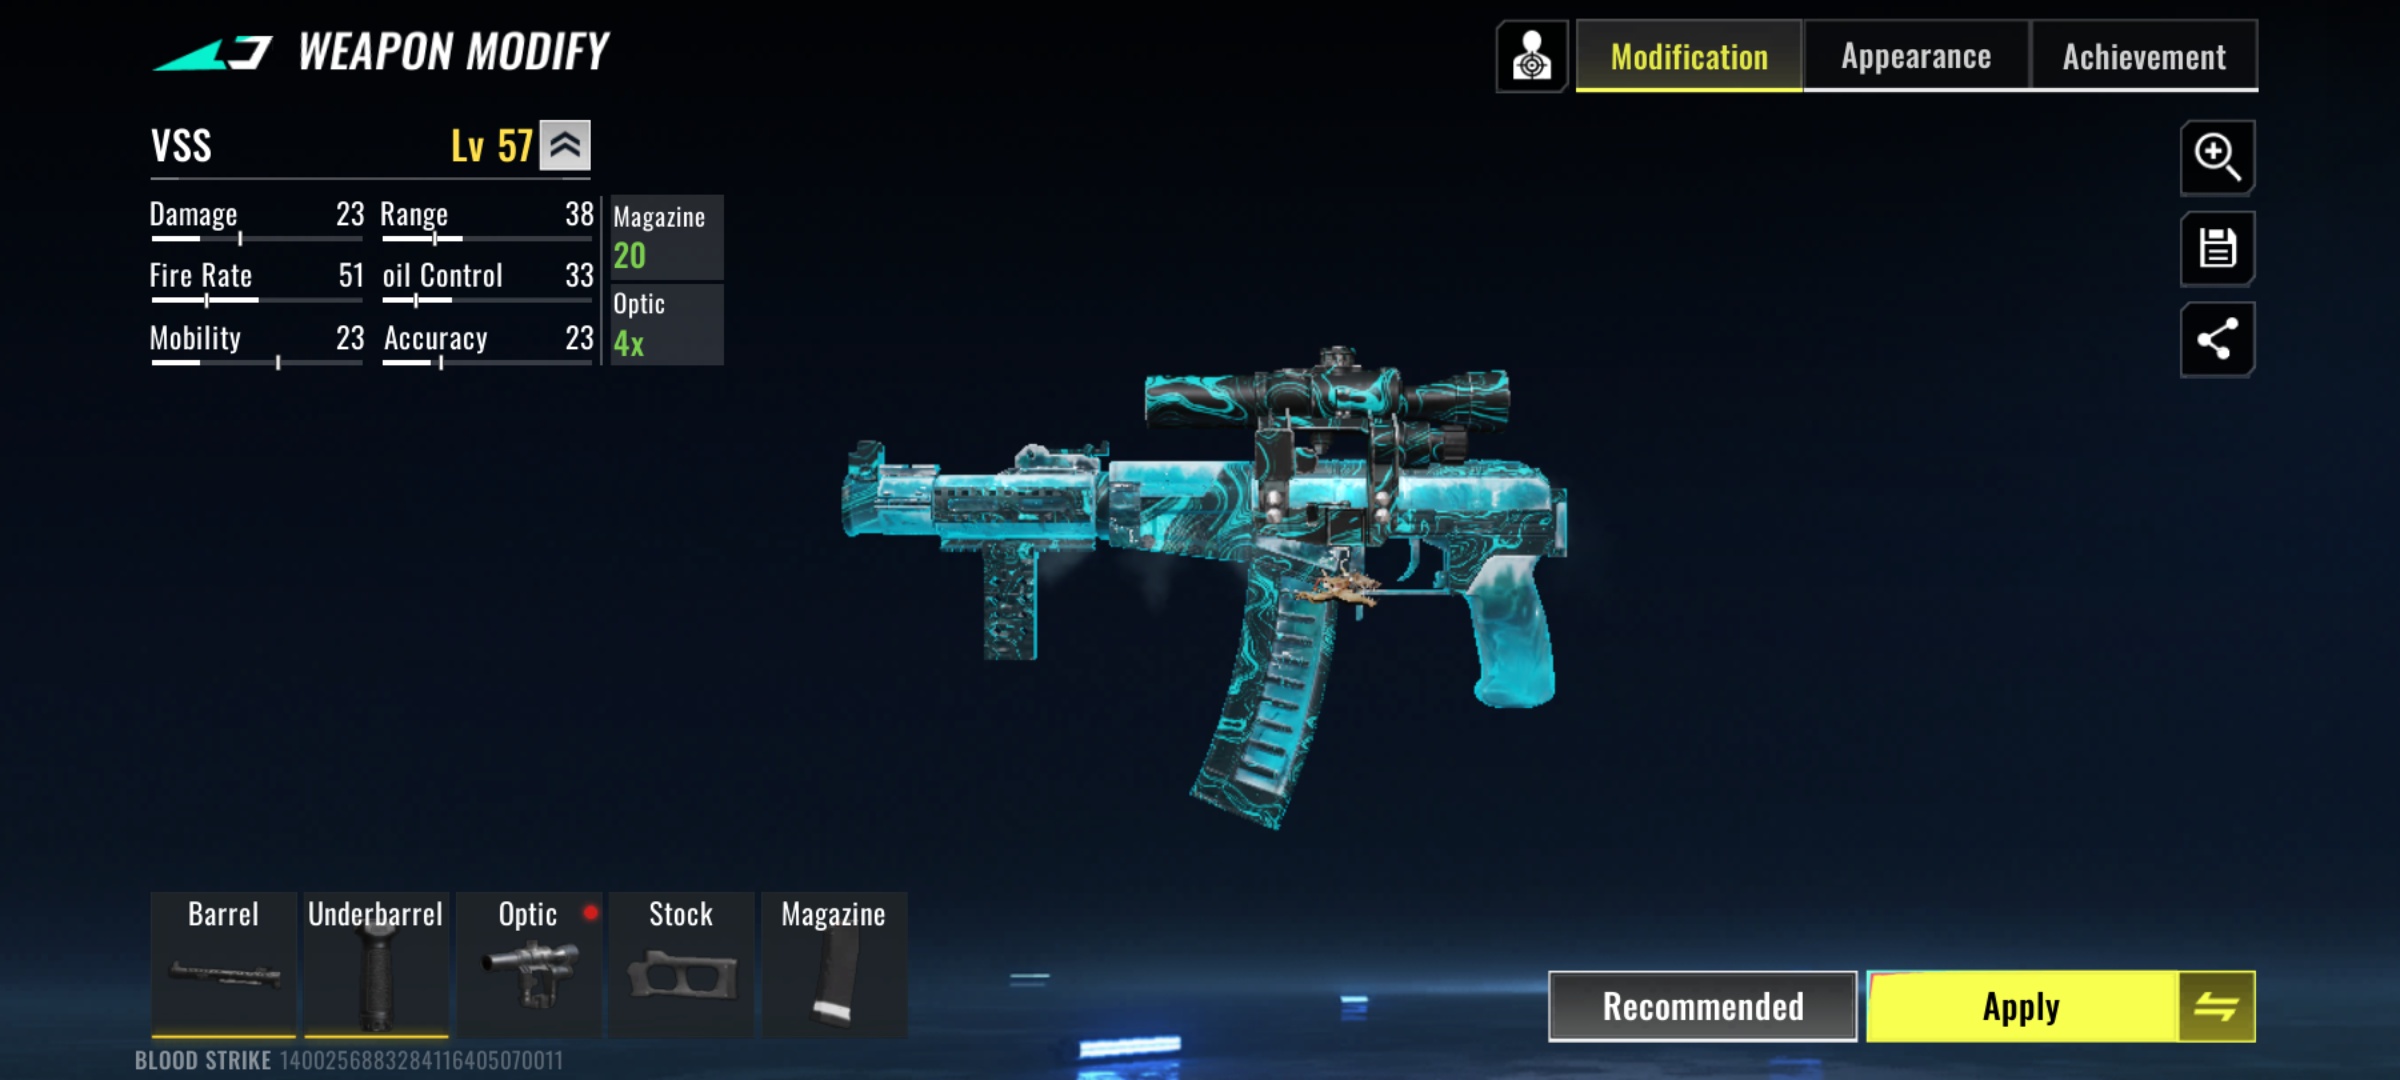 WEAPON MODIFY
Modification
Appearance
Achievement
VSS
Lv 57
Damage 23
Range 38
Magazine
20
Fire Rate 51
oil Control 33
Optic
4x
Mobility 23
Accuracy 23
Barrel
Underbarrel
Optic
Stock
Magazine
Recommended
Apply
BLOOD STRIKE 1400256883284116405070011